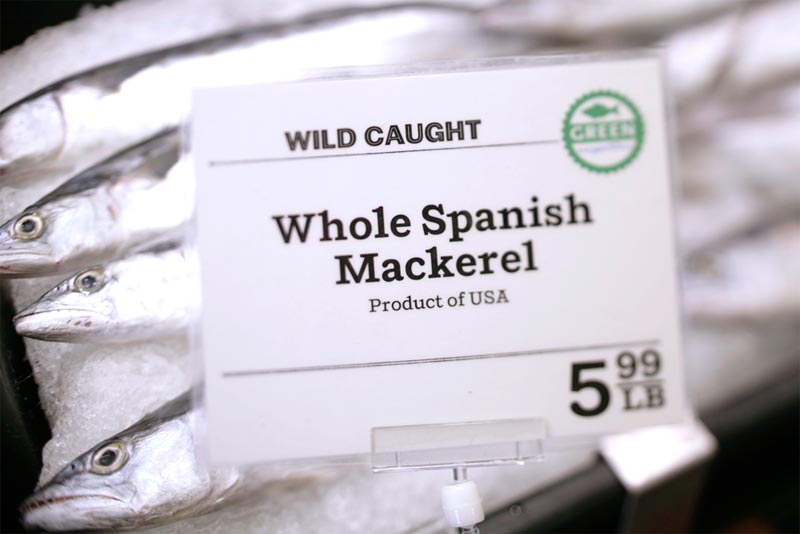 WILD CAUGHT
GREEN
Whole Spanish
Mackerel
Product of USA
5 99
LB